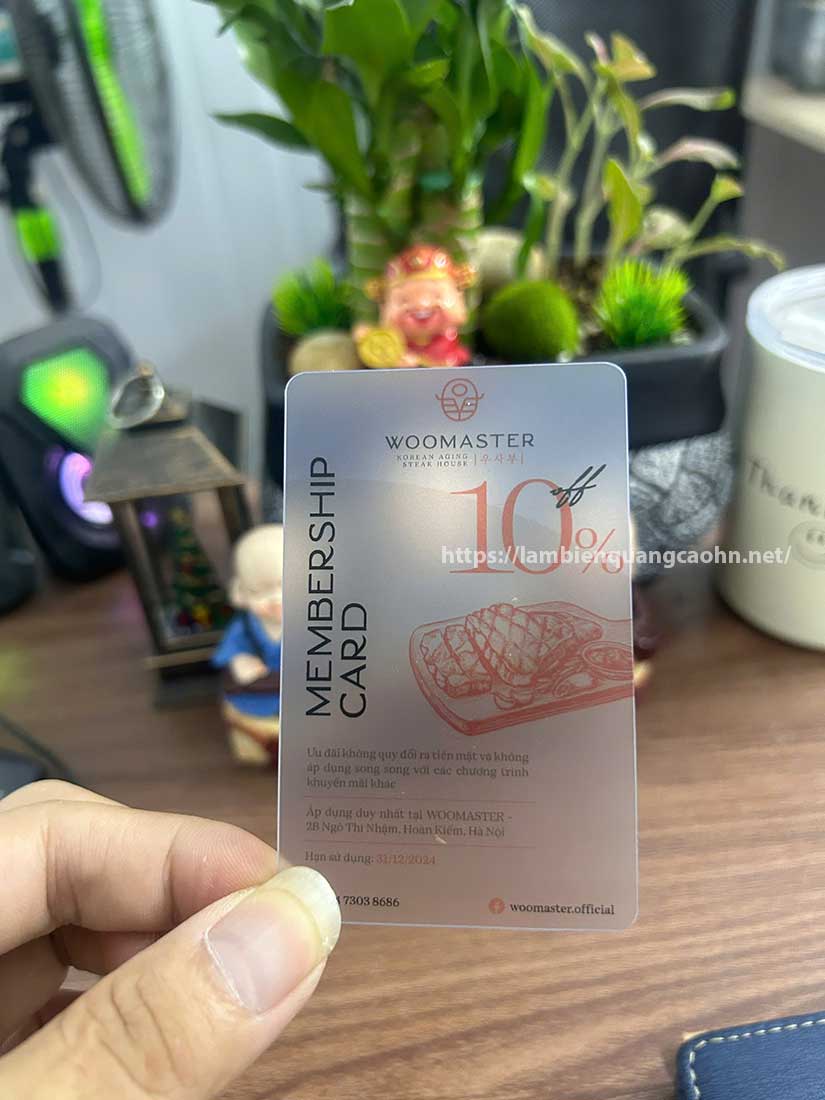 WOOMASTER
KOREAN AGING
STEAK HOUSE |우사부|
MEMBERSHIP
CARD
10% off
https://lambienquangcaohn.net/
Ưu đãi không quy đổi ra tiền mặt và không
áp dụng song song với các chương trình
khuyến mãi khác
Áp dụng duy nhất tại WOOMASTER -
2B Ngô Thì Nhậm, Hoàn Kiếm, Hà Nội
Hạn sử dụng: 31/12/2024
7303 8686
woomaster.official